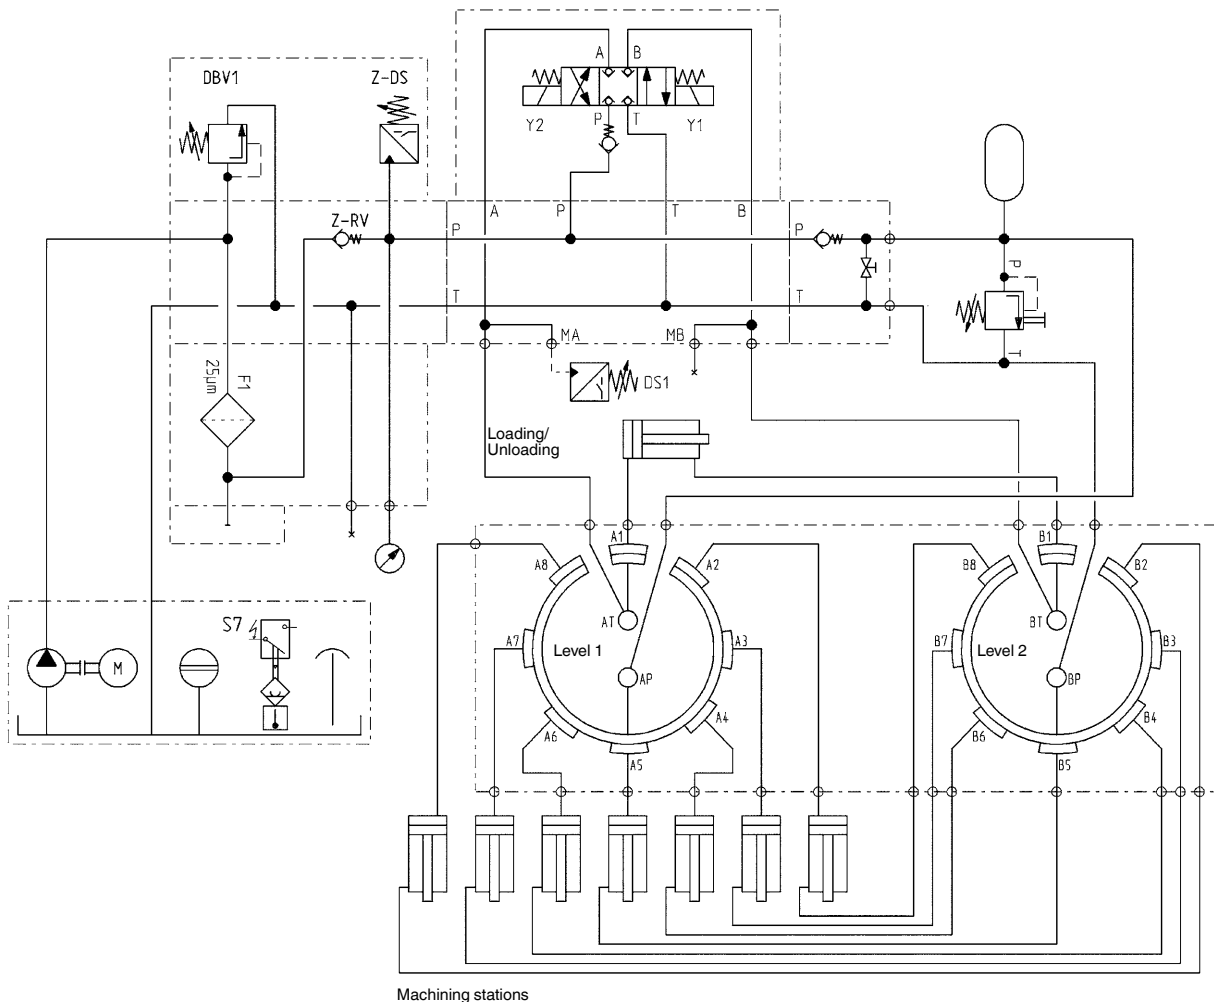 A B
DBV1
Z-DS
P T
Y2
Y1
A
P
T
B
Z-RV
P
P
P
T
T
MA
MB
T
25µm
F1
DS1
Loading/
Unloading
A1
B1
A8
A2
B8
B2
S7
AT
BT
A7
A3
B7
B3
Level 1
Level 2
M
AP
BP
A6
A4
B6
B4
A5
B5
Machining stations